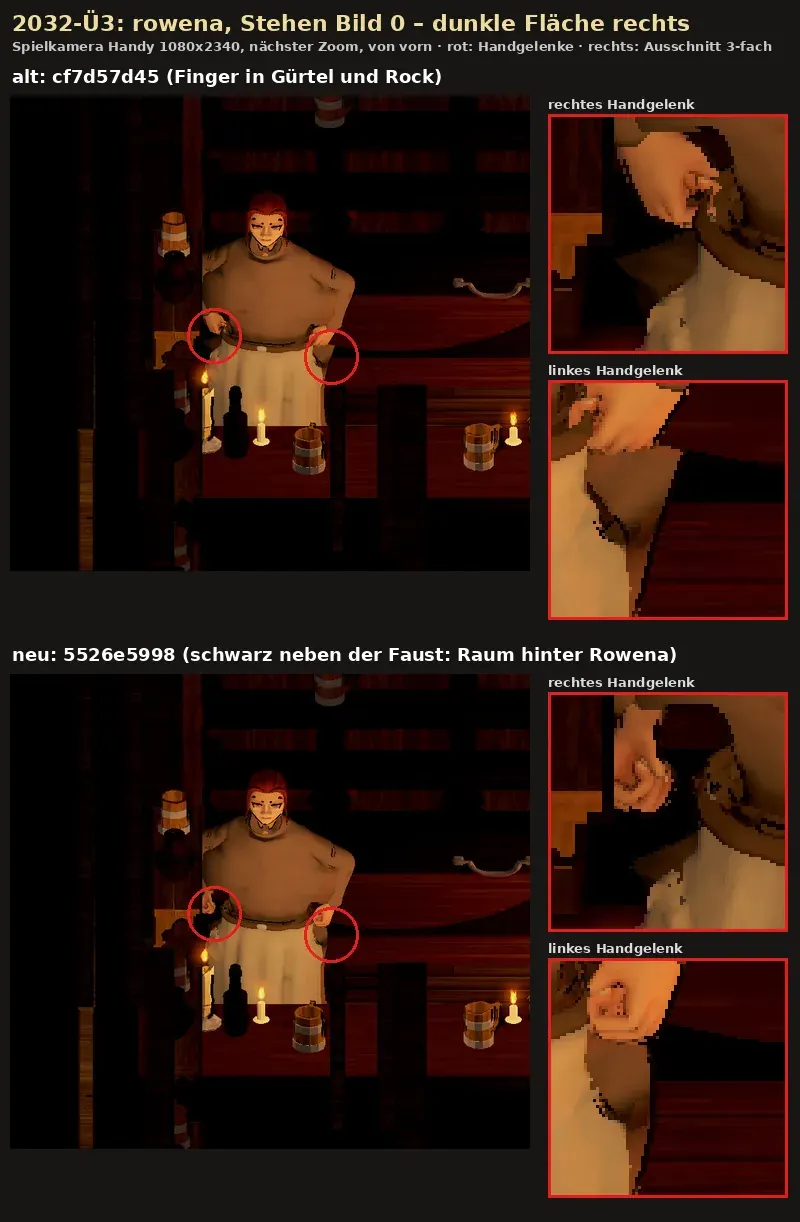 2032-Ü3: rowena, Stehen Bild 0 – dunkle Fläche rechts
Spielkamera Handy 1080x2340, nächster Zoom, von vorn · rot: Handgelenke · rechts: Ausschnitt 3-fach
alt: cf7d57d45 (Finger in Gürtel und Rock)
rechtes Handgelenk
linkes Handgelenk
neu: 5526e5998 (schwarz neben der Faust: Raum hinter Rowena)
rechtes Handgelenk
linkes Handgelenk